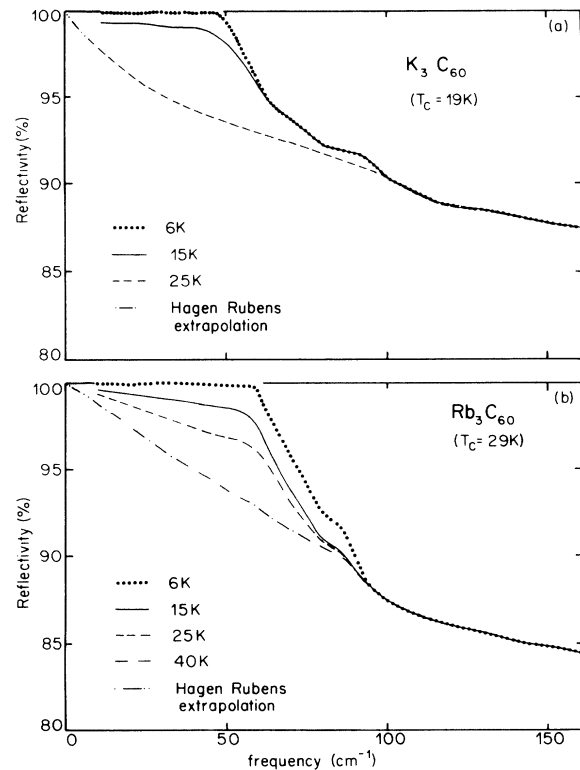 100
(a)
K3 C60
(TC = 19K)
95
Reflectivity(%)
90
6K
15K
85
25K
Hagen Rubens
extrapolation
80
100
(b)
Rb3C60
(TC = 29K)
95
Reflectivity (%)
90
6K
15K
85
25K
40K
Hagen Rubens
extrapolation
80
0 50 100 150
frequency (cm-1)